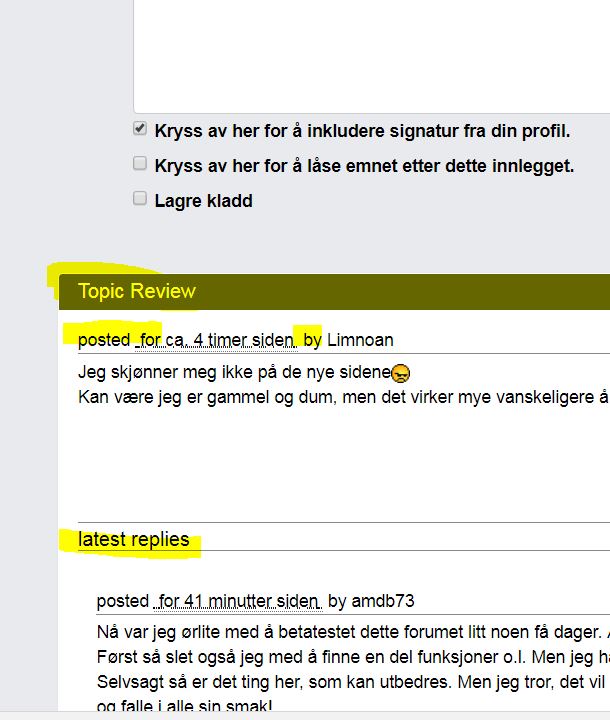 Kryss av her for å inkludere signatur fra din profil.
Kryss av her for å låse emnet etter dette innlegget.
Lagre kladd
Topic Review
posted for ca. 4 timer siden by Limnoan
Jeg skjønner meg ikke på de nye sidene
Kan være jeg er gammel og dum, men det virker mye vanskeligere å
latest replies
posted for 41 minutter siden by amdb73
Nå var jeg ørlite med å betatestet dette forumet litt noen få dager.
Først så slet også jeg med å finne en del funksjoner o.l. Men jeg
Selvsagt så er det ting her, som kan utbedres. Men jeg tror, det vil
og falle i alle sin smak!